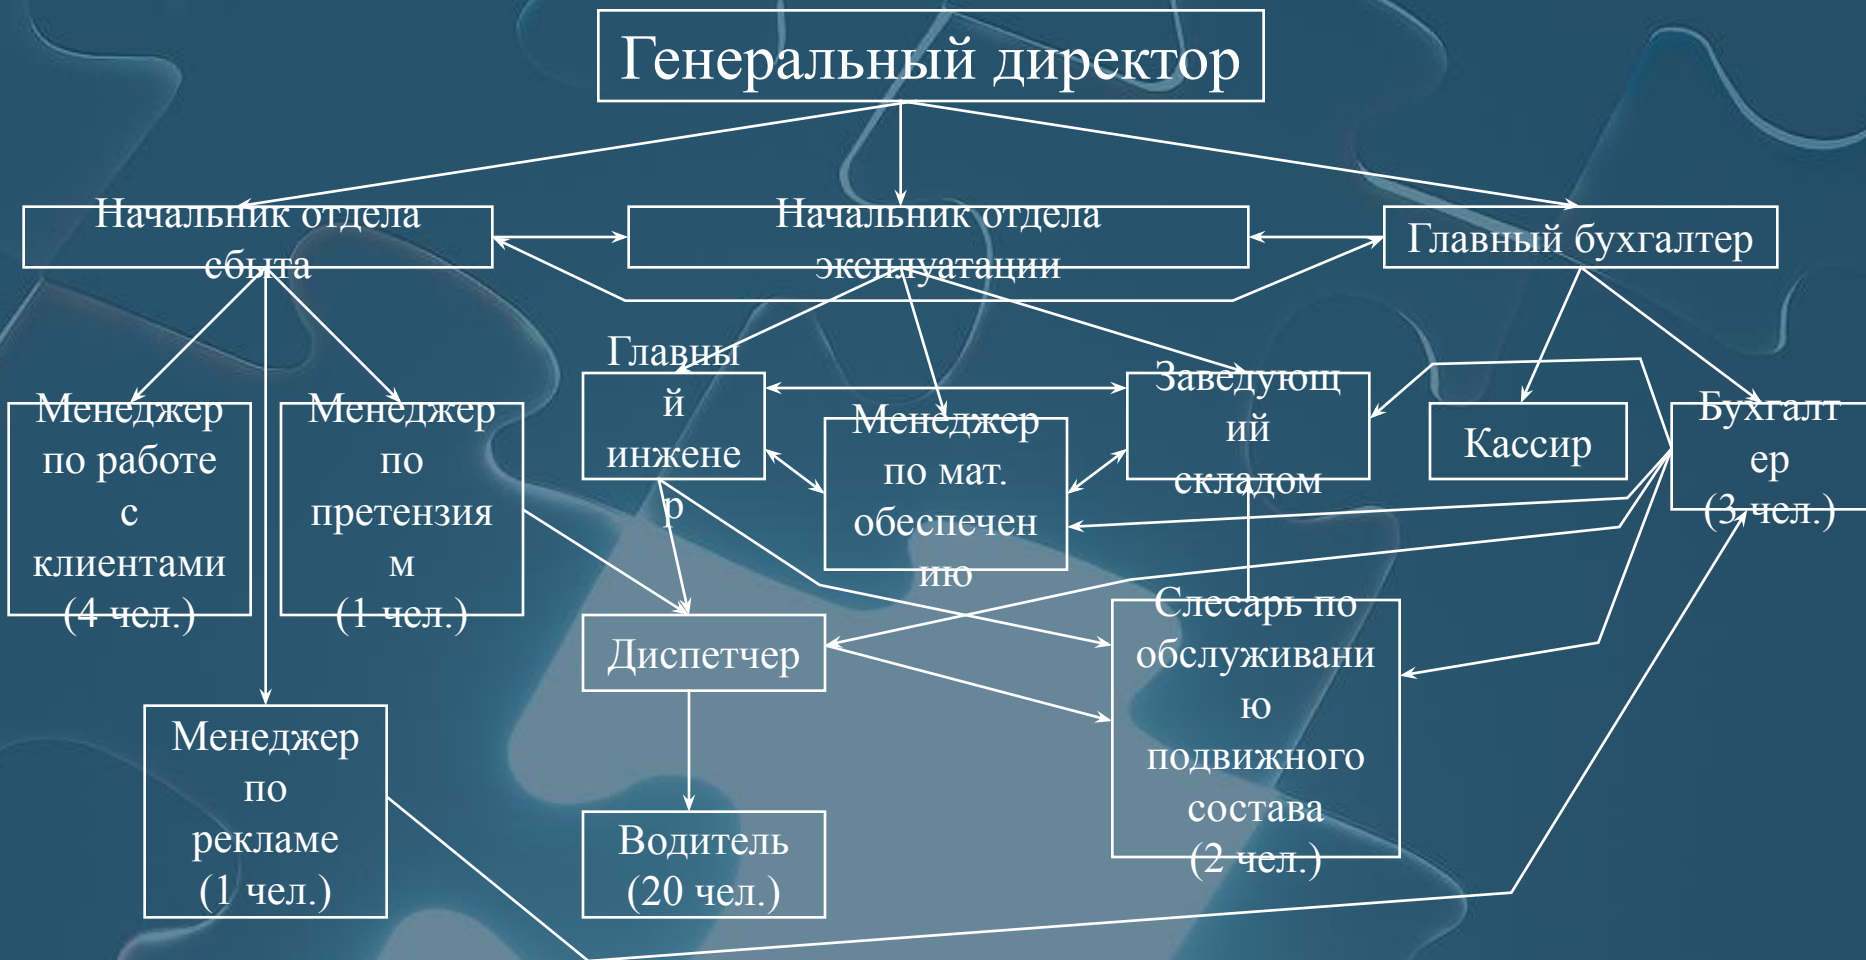 Генеральный директор
Начальник отдела
сбыта
Начальник отдела
эксплуатации
Главный бухгалтер
Менеджер
по работе
с
клиентами
(4 чел.)
Менеджер
по
претензия
м
(1 чел.)
Главны
й
инжене
р
Менеджер
по мат.
обеспечен
ию
Заведующ
ий
складом
Кассир
Бухгалт
ер
(3 чел.)
Диспетчер
Слесарь по
обслуживани
ю
подвижного
состава
(2 чел.)
Менеджер
по
рекламе
(1 чел.)
Водитель
(20 чел.)